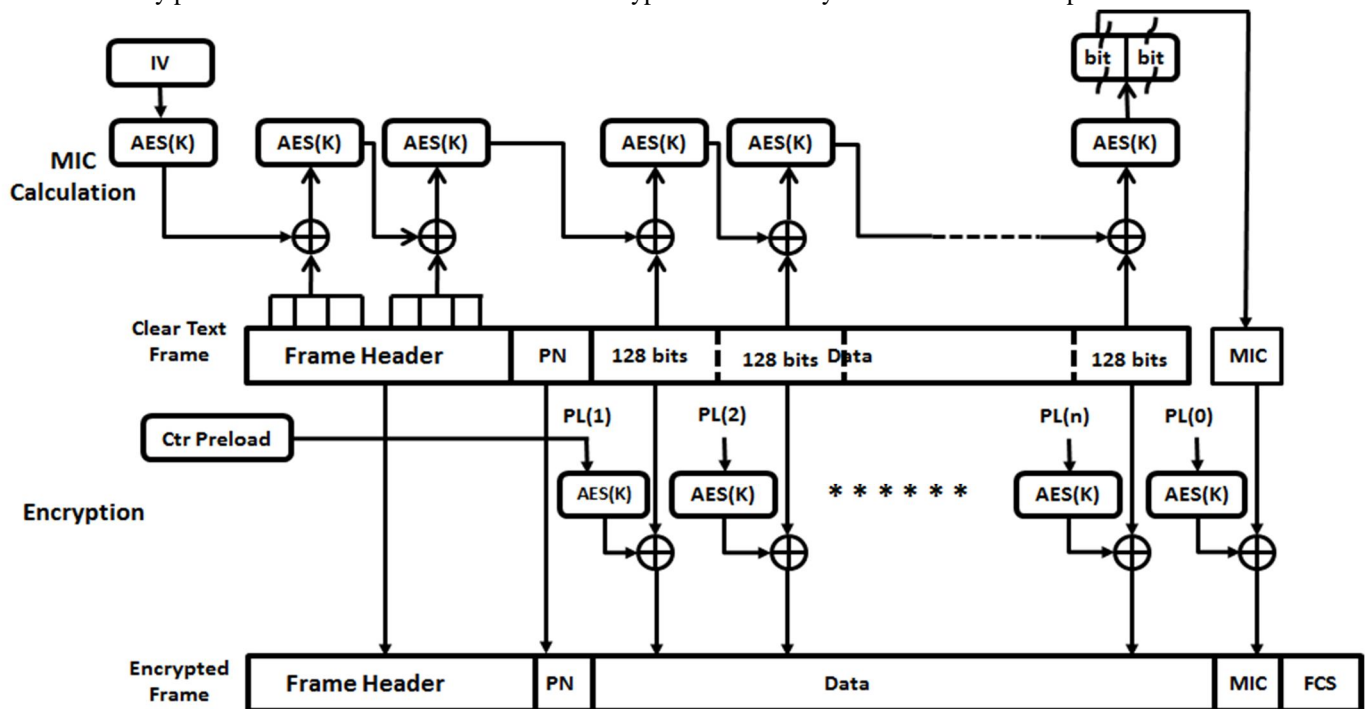 IV
bit bit
AES(K) AES(K) AES(K) AES(K) AES(K) AES(K)
MIC
Calculation
Clear Text
Frame
Frame Header PN 128 bits 128 bits Data 128 bits MIC
PL(1) PL(2) PL(n) PL(0)
Ctr Preload
AES(K) AES(K) * * * * * * AES(K) AES(K)
Encryption
Encrypted
Frame
Frame Header PN Data MIC FCS